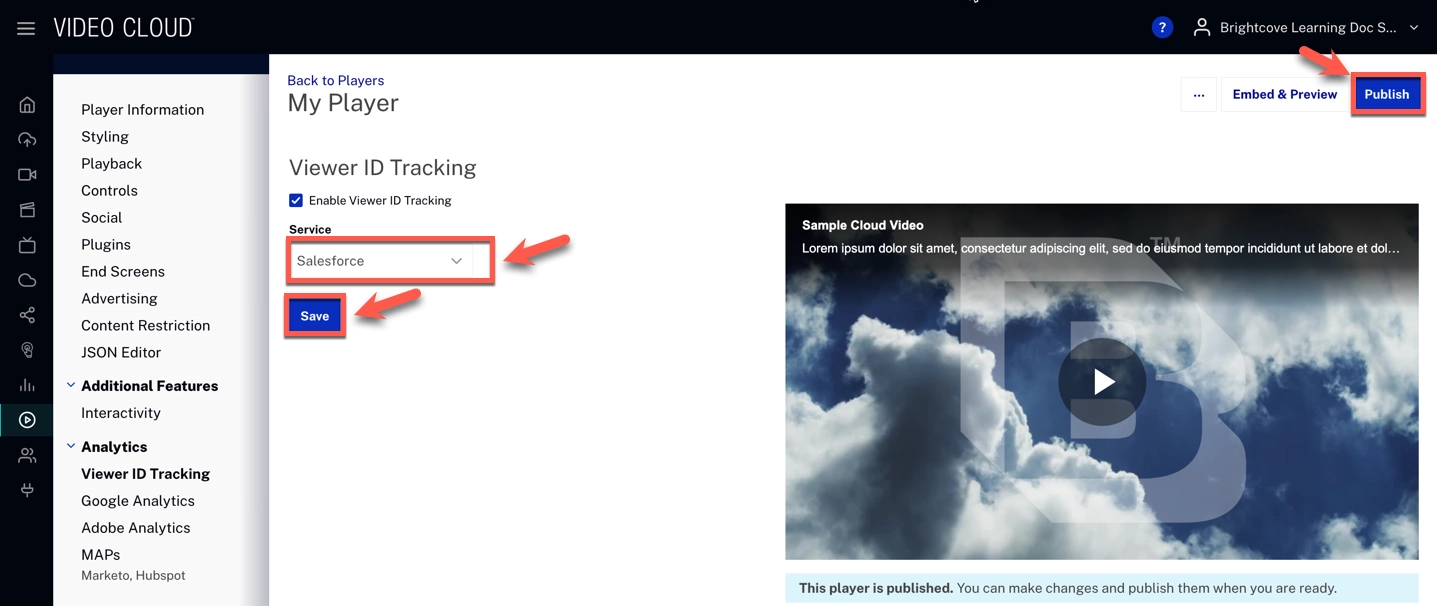 VIDEO CLOUD™
?
Brightcove Learning Doc S...
Player Information
Styling
Playback
Controls
Social
Plugins
End Screens
Advertising
Content Restriction
JSON Editor
Additional Features
Interactivity
Analytics
Viewer ID Tracking
Google Analytics
Adobe Analytics
MAPs
Marketo, Hubspot
Back to Players
My Player
...
Embed & Preview
Publish
Viewer ID Tracking
Enable Viewer ID Tracking
Service
Salesforce
Save
Sample Cloud Video
Lorem ipsum dolor sit amet, consectetur adipiscing elit, sed do eiusmod tempor incididunt ut labore et dol...
B™
This player is published. You can make changes and publish them when you are ready.